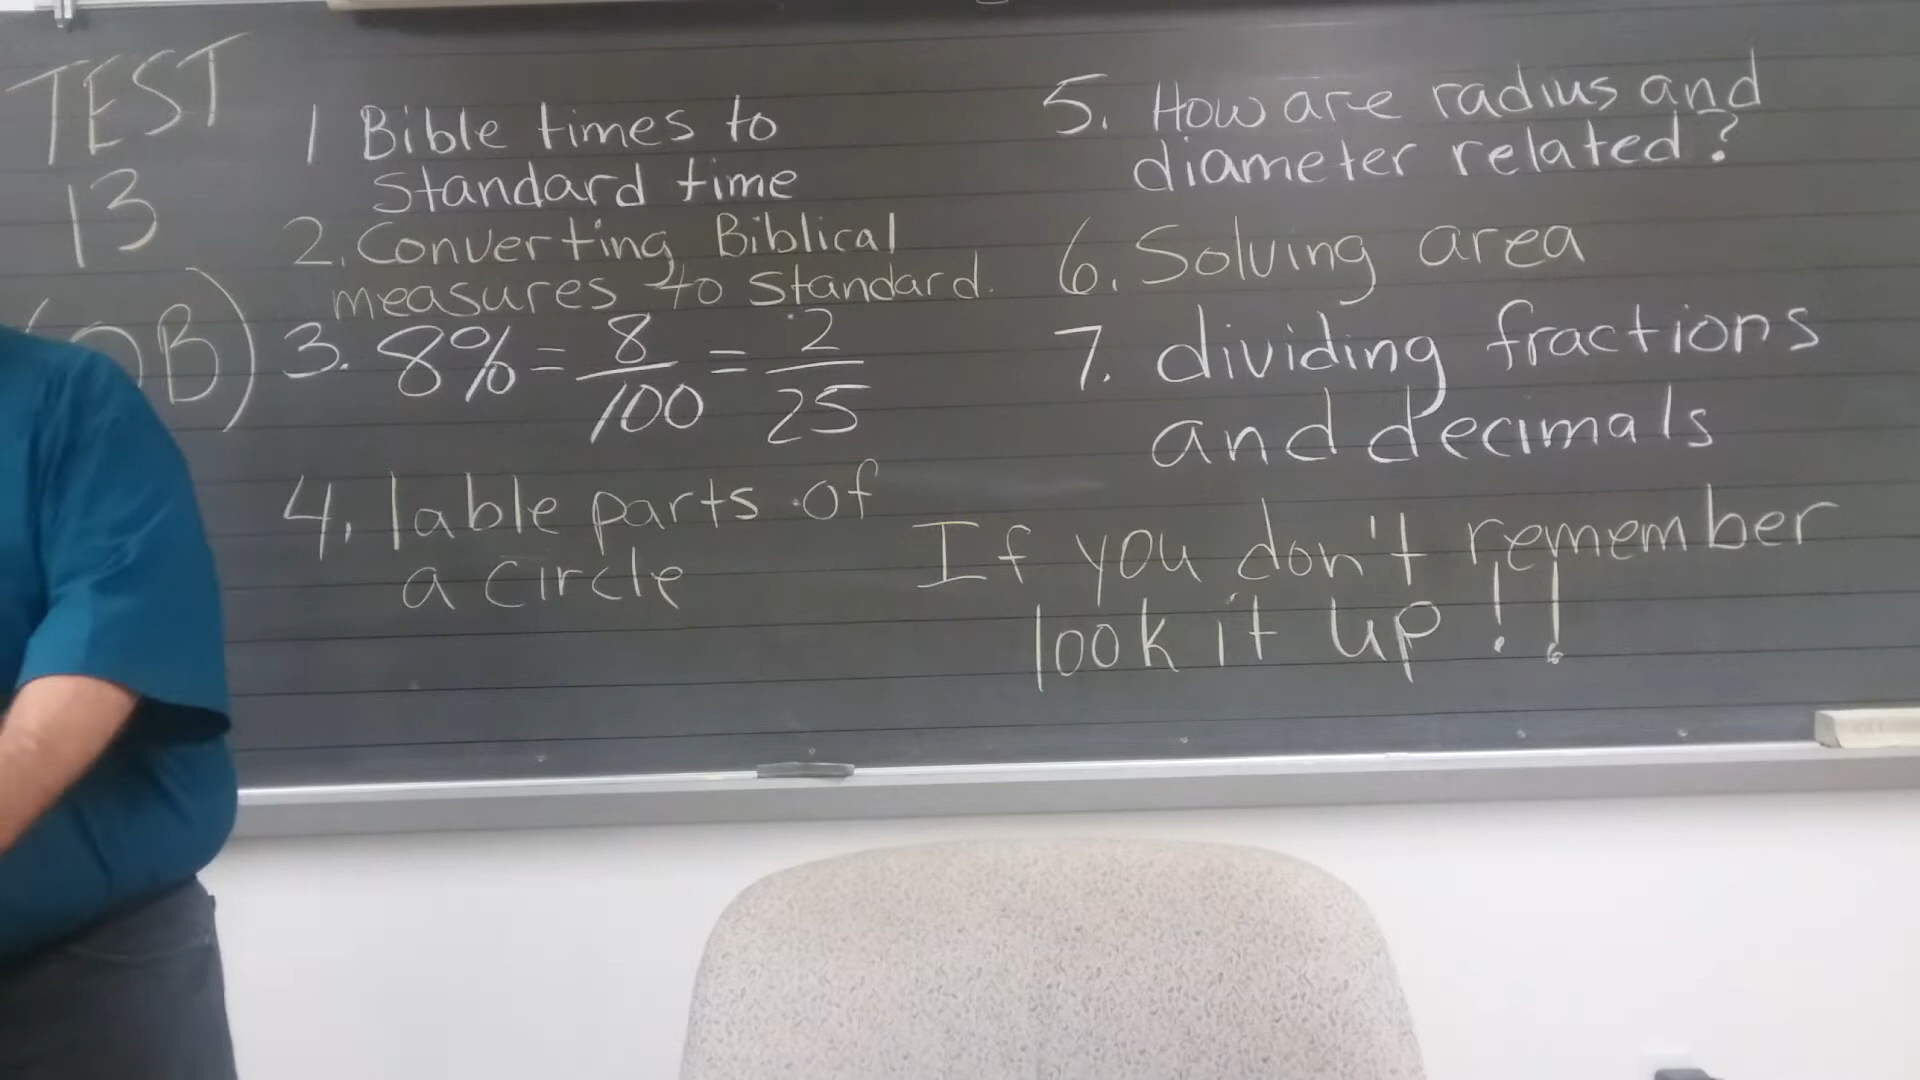 TEST
13
B)
1 Bible times to
Standard time
2. Converting Biblical
measures to standard.
3. 8% = 8/100 = 2/25
4. lable parts of
a circle
5. How are radius and
diameter related?
6. Solving area
7. dividing fractions
and decimals
If you don't remember
look it up!!